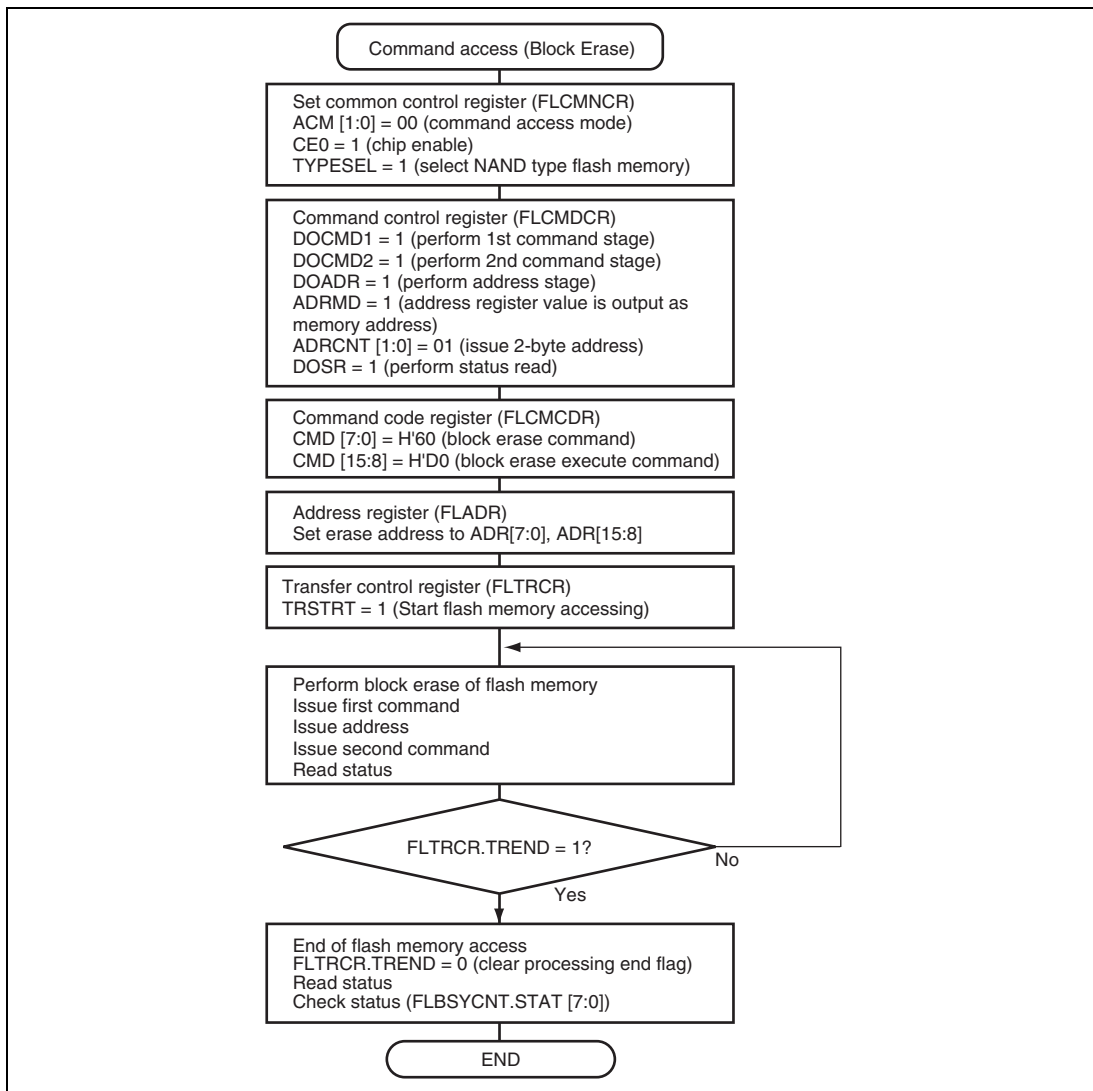 Command access (Block Erase)
Set common control register (FLCMNCR)
ACM [1:0] = 00 (command access mode)
CE0 = 1 (chip enable)
TYPESEL = 1 (select NAND type flash memory)
Command control register (FLCMDCR)
DOCMD1 = 1 (perform 1st command stage)
DOCMD2 = 1 (perform 2nd command stage)
DOADR = 1 (perform address stage)
ADRMD = 1 (address register value is output as
memory address)
ADRCNT [1:0] = 01 (issue 2-byte address)
DOSR = 1 (perform status read)
Command code register (FLCMCDR)
CMD [7:0] = H'60 (block erase command)
CMD [15:8] = H'D0 (block erase execute command)
Address register (FLADR)
Set erase address to ADR[7:0], ADR[15:8]
Transfer control register (FLTRCR)
TRSTRT = 1 (Start flash memory accessing)
Perform block erase of flash memory
Issue first command
Issue address
Issue second command
Read status
FLTRCR.TREND = 1?
No
Yes
End of flash memory access
FLTRCR.TREND = 0 (clear processing end flag)
Read status
Check status (FLBSYCNT.STAT [7:0])
END